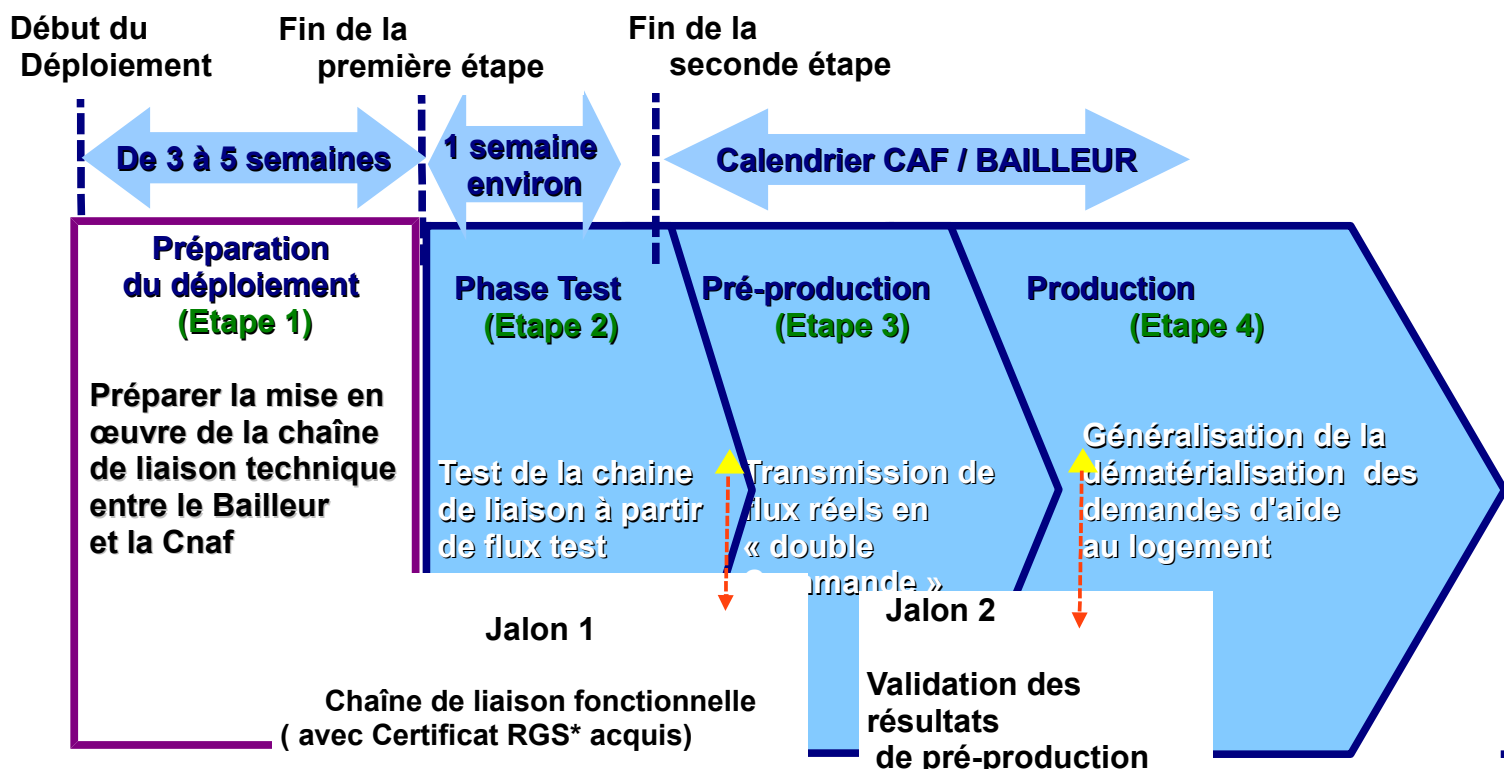 Début du
Déploiement
Fin de la
première étape
Fin de la
seconde étape
De 3 à 5 semaines
1 semaine
environ
Calendrier CAF / BAILLEUR
Préparation
du déploiement
(Etape 1)
Préparer la mise en
œuvre de la chaîne
de liaison technique
entre le Bailleur
et la Cnaf
Phase Test
(Etape 2)
Test de la chaine
de liaison à partir
de flux test
Pré-production
(Etape 3)
Transmission de
flux réels en
« double
Commande »
Production
(Etape 4)
Généralisation de la
dématérialisation des
demandes d'aide
au logement
Jalon 1
Chaîne de liaison fonctionnelle
( avec Certificat RGS* acquis)
Jalon 2
Validation des
résultats
de pré-production